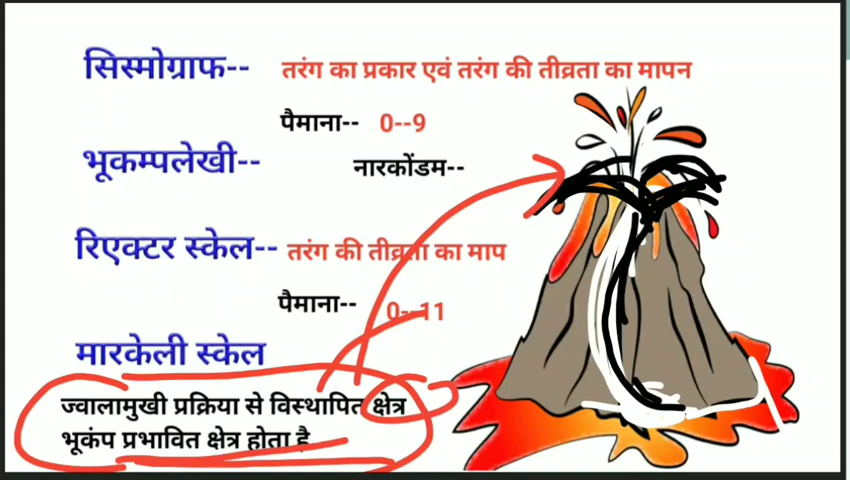 सिस्मोग्राफ-- तरंग का प्रकार एवं तरंग की तीव्रता का मापन
पैमाना-- 0--9
भूकम्पलेखी-- नारकोंडम--
रिएक्टर स्केल-- तरंग की तीव्रता का माप
पैमाना-- 0--11
मारकेली स्केल
ज्वालामुखी प्रक्रिया से विस्थापित क्षेत्र
भूकंप प्रभावित क्षेत्र होता है